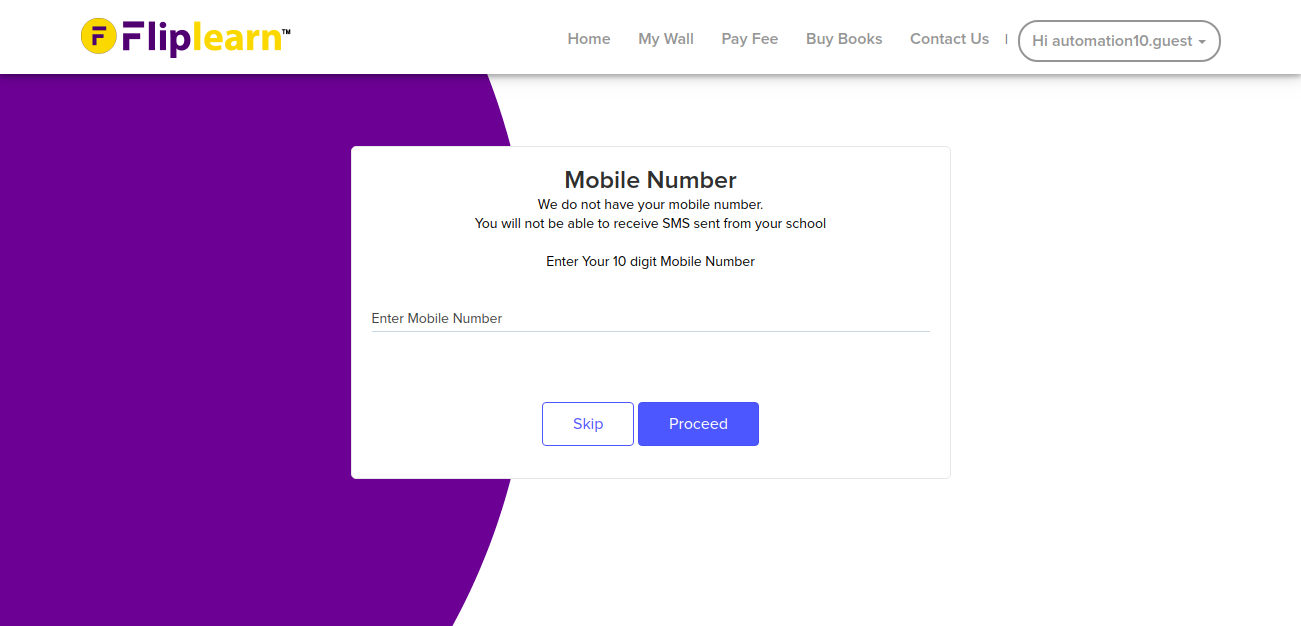 F Fliplearn™
Home My Wall Pay Fee Buy Books Contact Us | Hi automation10.guest
Mobile Number
We do not have your mobile number.
You will not be able to receive SMS sent from your school
Enter Your 10 digit Mobile Number
Enter Mobile Number
Skip Proceed